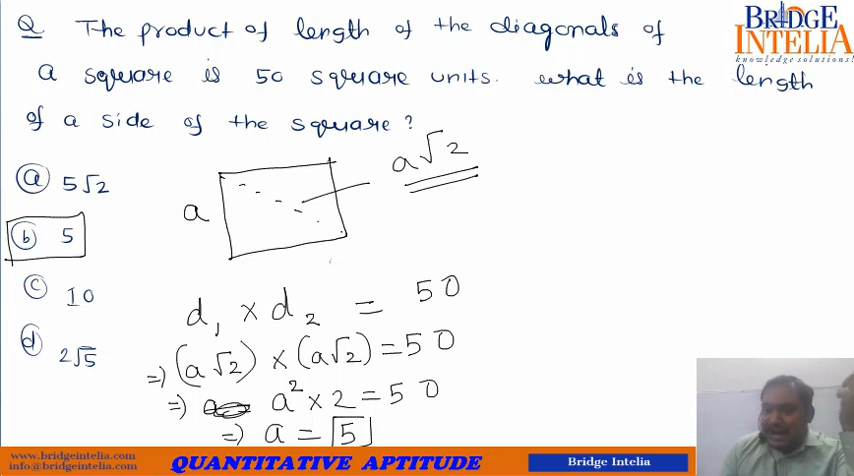 Q The product of length of the diagonals of
BRIDGE
INTELIA
knowledge solutions!
a square is 50 square units. what is the length
of a side of the square?
a√2
(a) 5√2
a
(b) 5
(c) 10
d₁ × d₂ = 50
(d) 2√5
=) (a√2) × (a√2) = 50
=) a² × 2 = 50
=) a = 5
www.bridgeintelia.com
info@bridgeintelia.com
QUANTITATIVE APTITUDE
Bridge Intelia